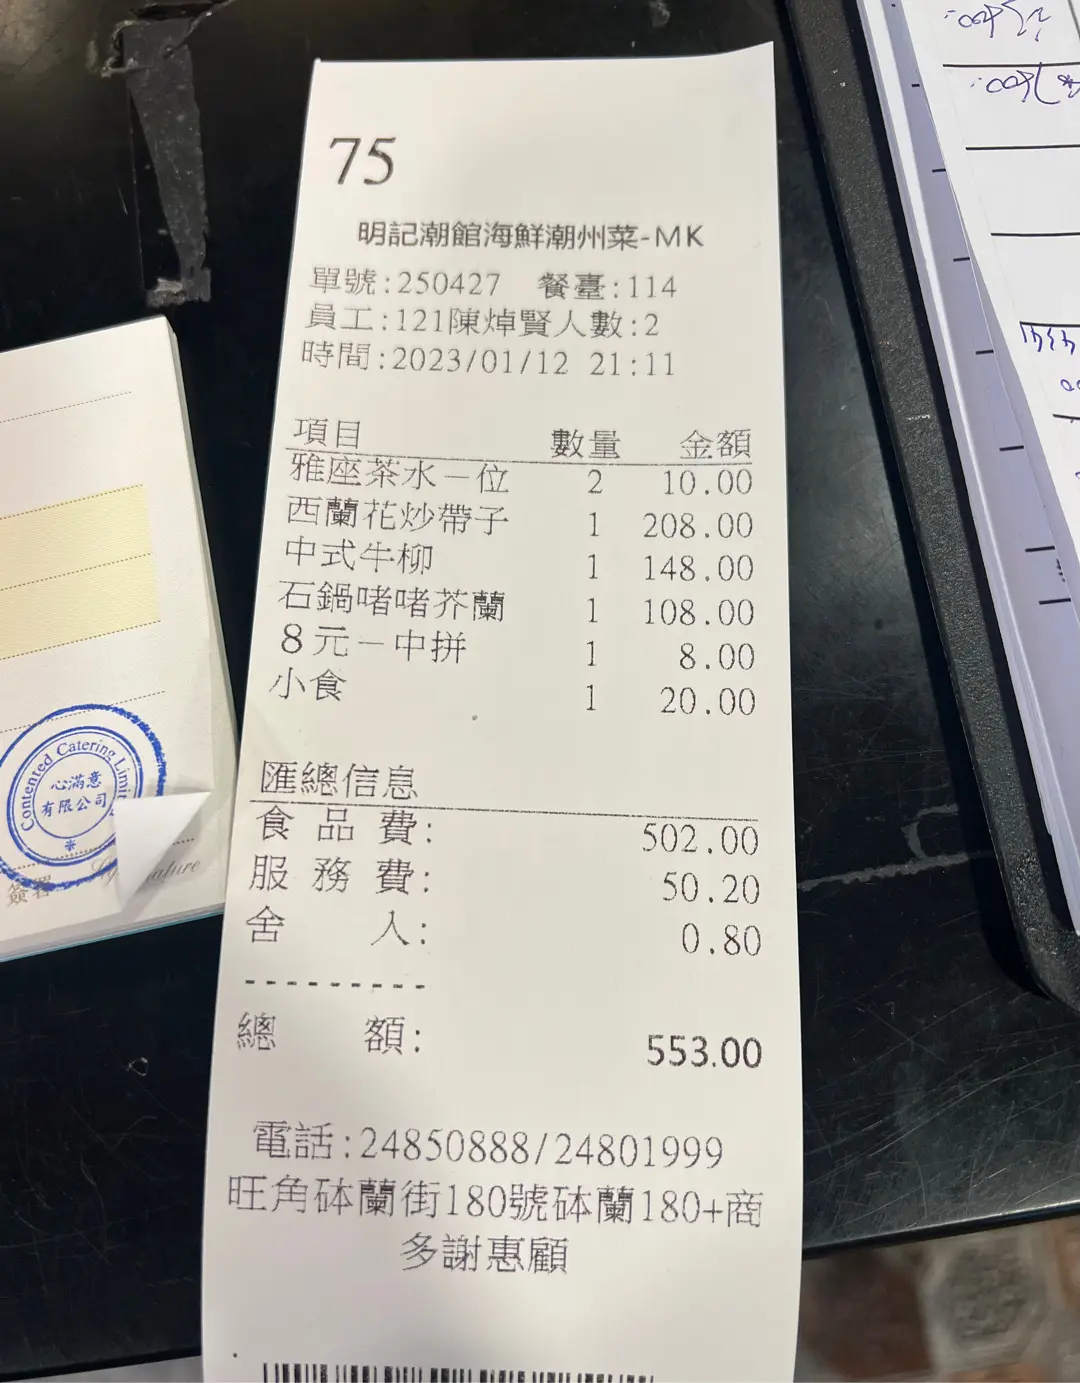 75
明記潮館海鮮潮州菜-MK
單號:250427 餐臺:114
員工:121陳焯賢人數:2
時間:2023/01/12 21:11
項目 數量 金額
雅座茶水－位 2 10.00
西蘭花炒帶子 1 208.00
中式牛柳 1 148.00
石鍋啫啫芥蘭 1 108.00
8元－中拼 1 8.00
小食 1 20.00
匯總信息
食品費: 502.00
服務費: 50.20
舍人: 0.80
---------
總額: 553.00
電話:24850888/24801999
旺角砵蘭街180號砵蘭180+商
多謝惠顧
Contented Catering
心滿意
有限公司
簽署